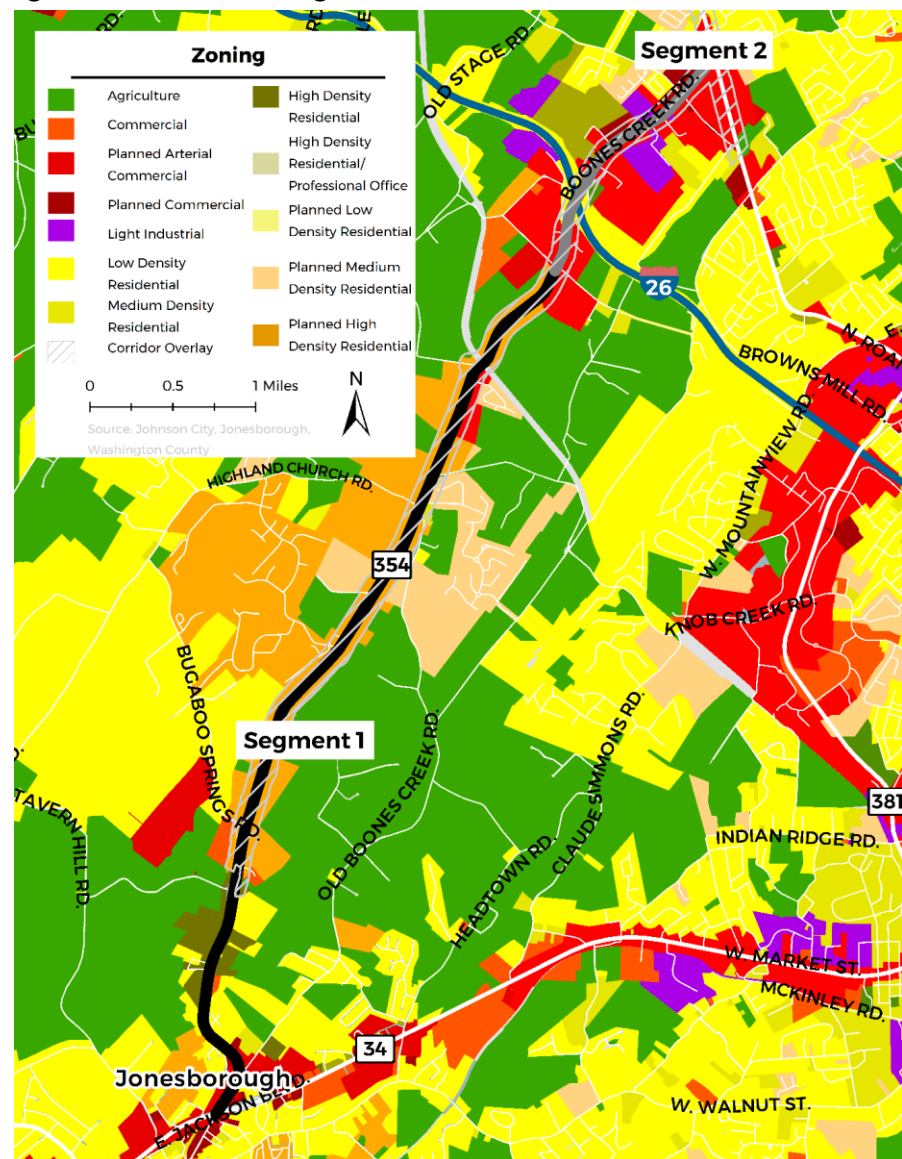 Zoning
Agriculture
Commercial
Planned Arterial
Commercial
Planned Commercial
Light Industrial
Low Density
Residential
Medium Density
Residential
Corridor Overlay
High Density
Residential
High Density
Residential/
Professional Office
Planned Low
Density Residential
Planned Medium
Density Residential
Planned High
Density Residential
0 0.5 1 Miles
N
Source: Johnson City, Jonesborough,
Washington County
Segment 2
OLD STAGE RD.
BOONES CREEK RD.
26
BROWNS MILL RD.
W. MOUNTAINVIEW RD.
HIGHLAND CHURCH RD.
354
KNOB CREEK RD.
BUGABOO SPRINGS RD.
Segment 1
OLD BOONES CREEK RD.
CLAUDE SIMMONS RD.
381
TAVERN HILL RD.
INDIAN RIDGE RD.
HEADTOWN RD.
W. MARKET ST.
MCKINLEY RD.
34
Jonesborough
E. JACKSON BLVD.
W. WALNUT ST.